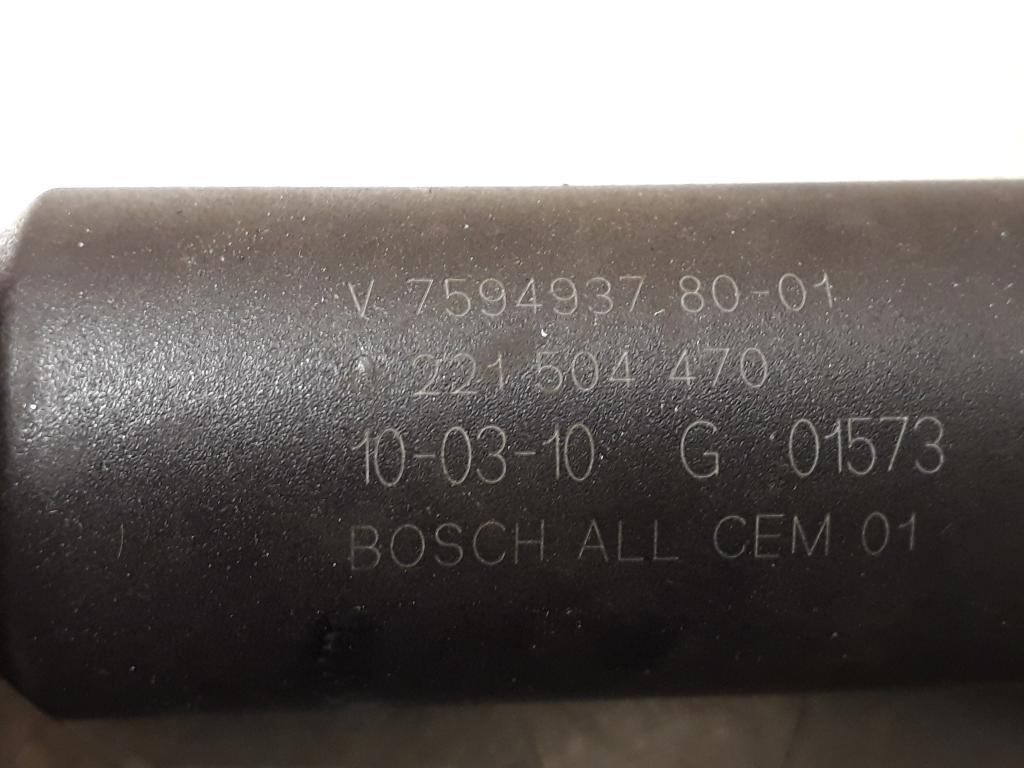 V 7594937 80-01
221 504 470
10-03-10 G 01573
BOSCH ALL CEM 01